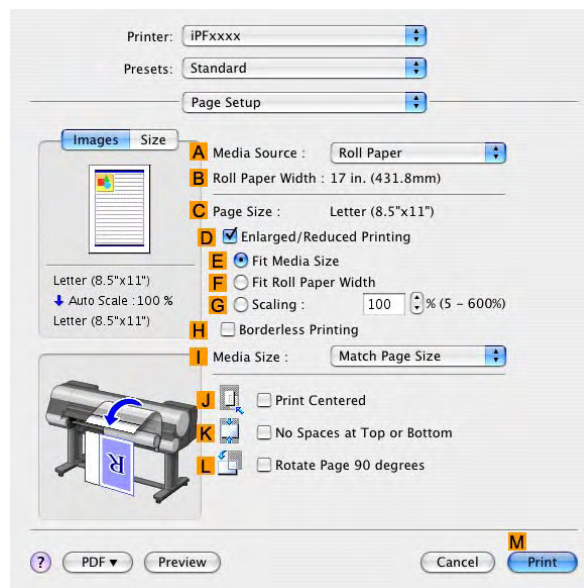 Printer: iPFxxxx
Presets: Standard
Page Setup
Images Size
A Media Source : Roll Paper
B Roll Paper Width : 17 in. (431.8mm)
C Page Size : Letter (8.5"x11")
D Enlarged/Reduced Printing
E Fit Media Size
F Fit Roll Paper Width
G Scaling : 100 % (5 - 600%)
H Borderless Printing
I Media Size : Match Page Size
Letter (8.5"x11")
Auto Scale :100 %
Letter (8.5"x11")
J Print Centered
K No Spaces at Top or Bottom
L Rotate Page 90 degrees
R
M
? PDF▼ Preview Cancel Print